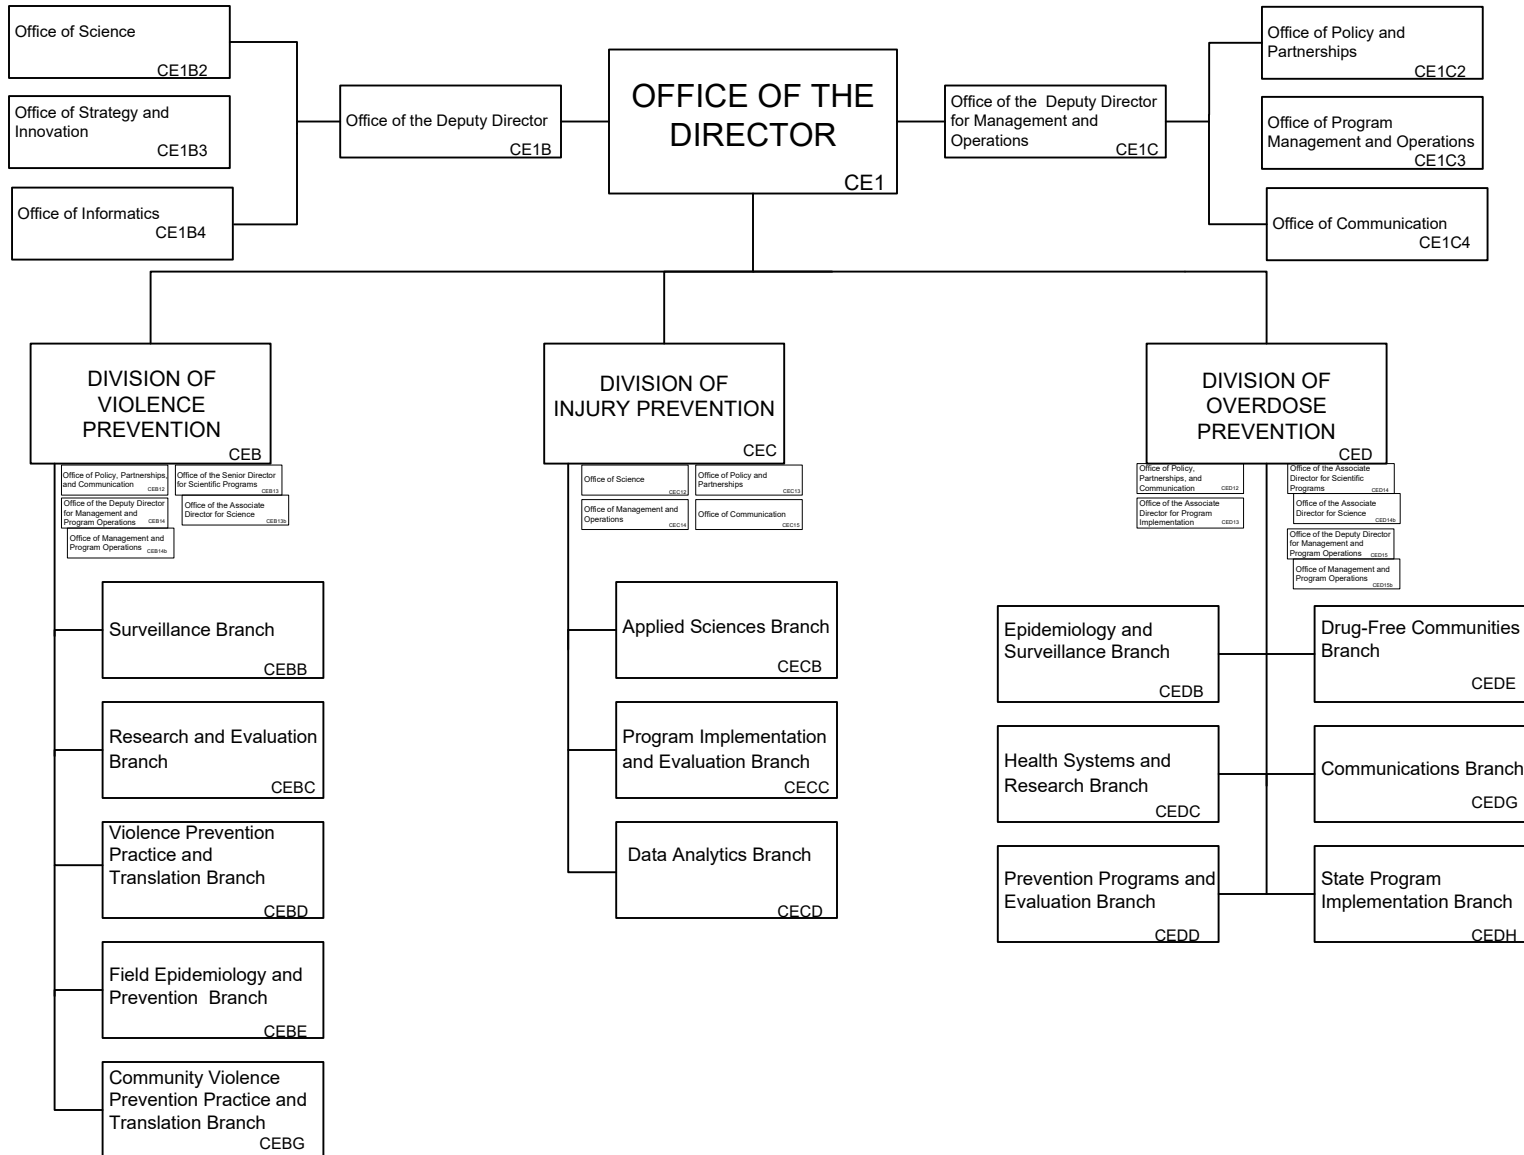 Office of Science
CE1B2
Office of Strategy and
Innovation
CE1B3
Office of Informatics
CE1B4
Office of the Deputy Director
CE1B
OFFICE OF THE
DIRECTOR
CE1
Office of the Deputy Director
for Management and
Operations
CE1C
Office of Policy and
Partnerships
CE1C2
Office of Program
Management and Operations
CE1C3
Office of Communication
CE1C4
DIVISION OF
VIOLENCE
PREVENTION
CEB
Office of Policy, Partnerships,
and Communication
CEB12
Office of the Senior Director
for Scientific Programs
CEB13
Office of the Deputy Director
for Management and
Program Operations
CEB14
Office of the Associate
Director for Science
CEB13b
Office of Management and
Program Operations
CEB14b
Surveillance Branch
CEBB
Research and Evaluation
Branch
CEBC
Violence Prevention
Practice and
Translation Branch
CEBD
Field Epidemiology and
Prevention Branch
CEBE
Community Violence
Prevention Practice and
Translation Branch
CEBG
DIVISION OF
INJURY PREVENTION
CEC
Office of Science
CEC12
Office of Policy and
Partnerships
CEC13
Office of Management and
Operations
CEC14
Office of Communication
CEC15
Applied Sciences Branch
CECB
Program Implementation
and Evaluation Branch
CECC
Data Analytics Branch
CECD
DIVISION OF
OVERDOSE
PREVENTION
CED
Office of Policy,
Partnerships, and
Communication
CED12
Office of the Associate
Director for Program
Implementation
CED13
Office of the Associate
Director for Scientific
Programs
CED14
Office of the Associate
Director for Science
CED14b
Office of the Deputy Director
for Management and
Program Operations
CED15
Office of Management and
Program Operations
CED15b
Epidemiology and
Surveillance Branch
CEDB
Health Systems and
Research Branch
CEDC
Prevention Programs and
Evaluation Branch
CEDD
Drug-Free Communities
Branch
CEDE
Communications Branch
CEDG
State Program
Implementation Branch
CEDH